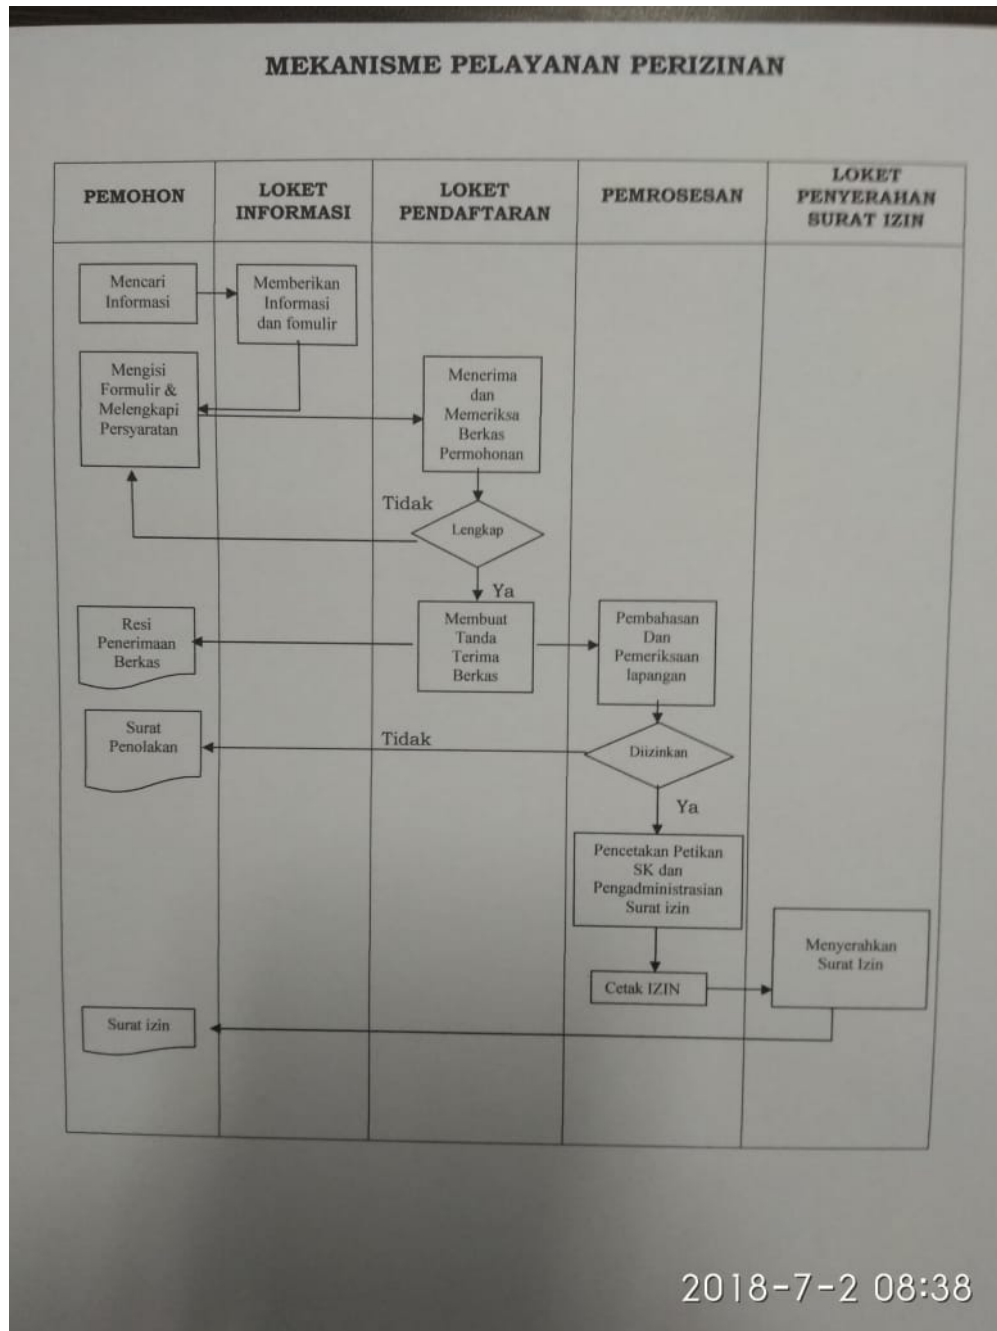 MEKANISME PELAYANAN PERIZINAN
PEMOHON
LOKET
INFORMASI
LOKET
PENDAFTARAN
PEMROSESAN
LOKET
PENYERAHAN
SURAT IZIN
Mencari
Informasi
Memberikan
Informasi
dan fomulir
Mengisi
Formulir &
Melengkapi
Persyaratan
Menerima
dan
Memeriksa
Berkas
Permohonan
Tidak
Lengkap
Ya
Resi
Penerimaan
Berkas
Membuat
Tanda
Terima
Berkas
Pembahasan
Dan
Pemeriksaan
lapangan
Surat
Penolakan
Tidak
Diizinkan
Ya
Pencetakan Petikan
SK dan
Pengadministrasian
Surat izin
Menyerahkan
Surat Izin
Cetak IZIN
Surat izin
2018-7-2 08:38